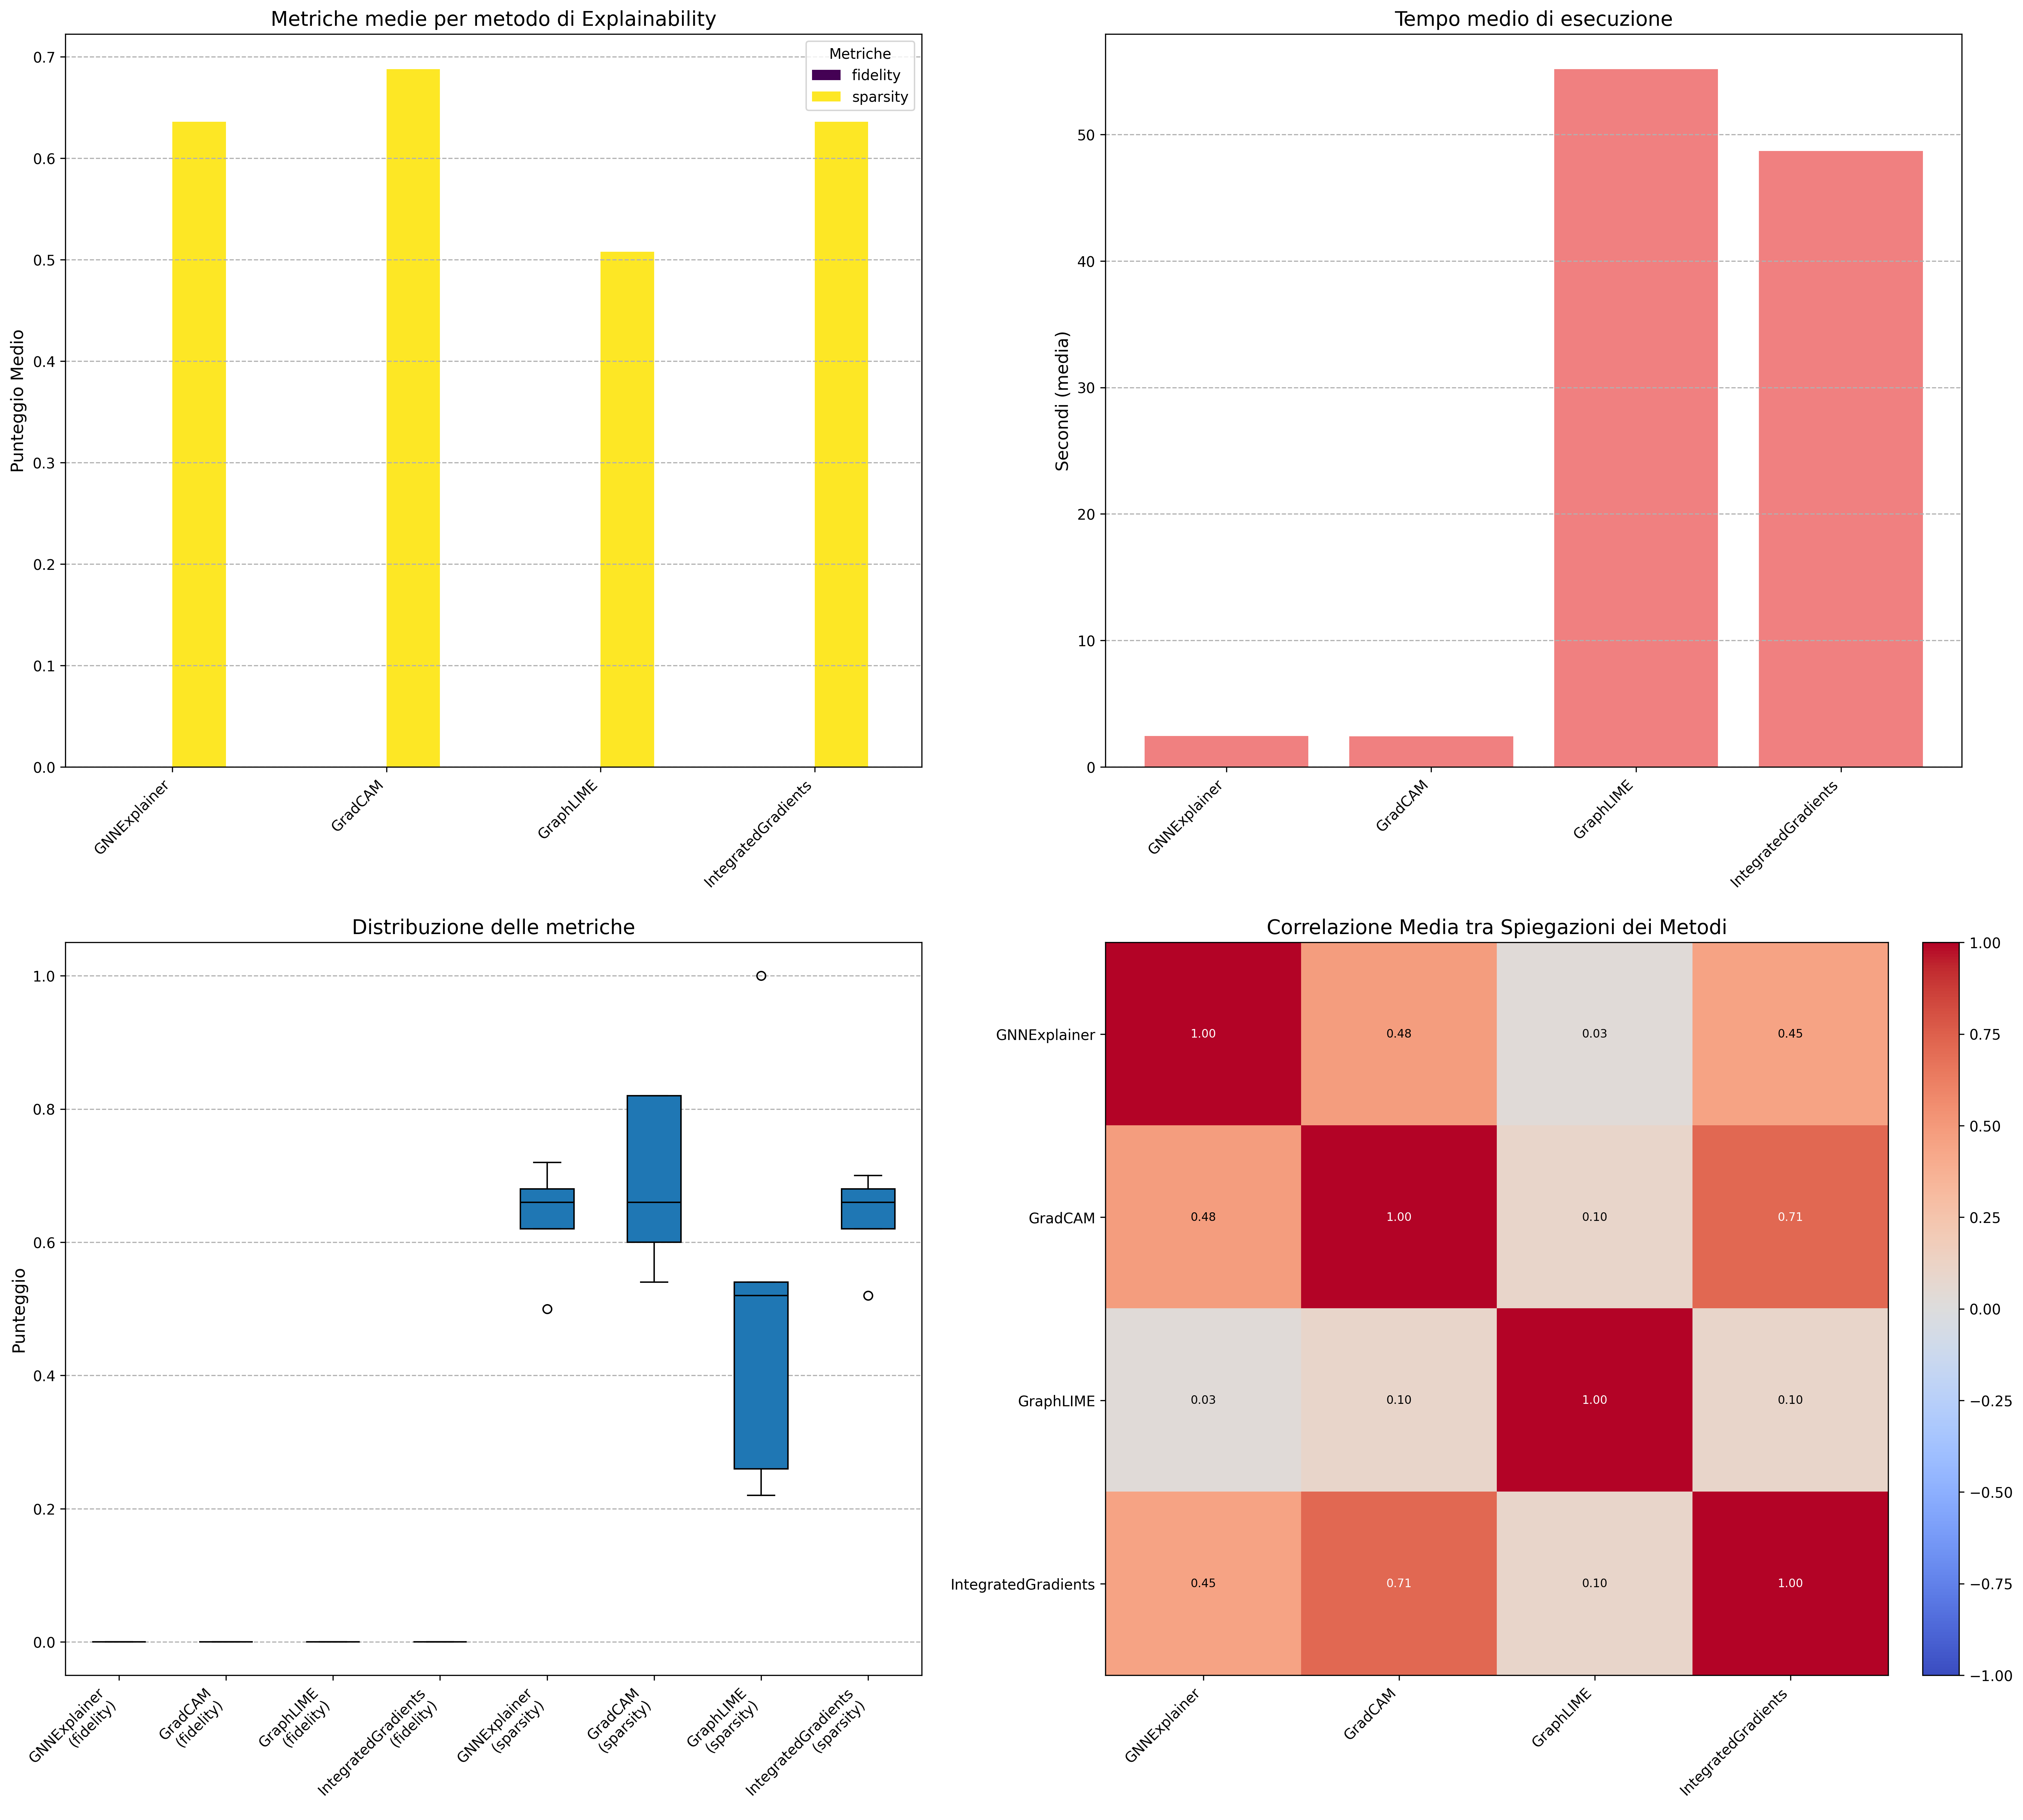 Metriche medie per metodo di Explainability
Punteggio Medio
0.7
0.6
0.5
0.4
0.3
0.2
0.1
0.0
Metriche
fidelity
sparsity
GNNExplainer
GradCAM
GraphLIME
IntegratedGradients
Tempo medio di esecuzione
Secondi (media)
50
40
30
20
10
0
GNNExplainer
GradCAM
GraphLIME
IntegratedGradients
Distribuzione delle metriche
Punteggio
1.0
0.8
0.6
0.4
0.2
0.0
GNNExplainer
(fidelity)
GradCAM
(fidelity)
GraphLIME
(fidelity)
IntegratedGradients
(fidelity)
GNNExplainer
(sparsity)
GradCAM
(sparsity)
GraphLIME
(sparsity)
IntegratedGradients
(sparsity)
Correlazione Media tra Spiegazioni dei Metodi
GNNExplainer 1.00 0.48 0.03 0.45
GradCAM 0.48 1.00 0.10 0.71
GraphLIME 0.03 0.10 1.00 0.10
IntegratedGradients 0.45 0.71 0.10 1.00
GNNExplainer
GradCAM
GraphLIME
IntegratedGradients
1.00
0.75
0.50
0.25
0.00
−0.25
−0.50
−0.75
−1.00